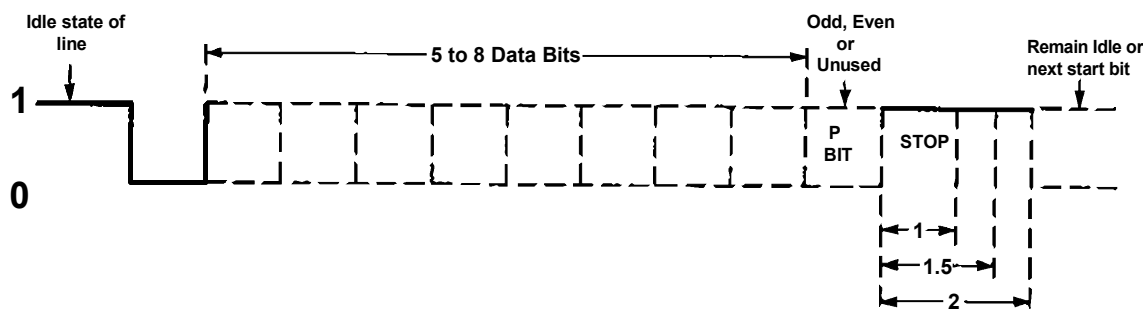 Idle state of
line
5 to 8 Data Bits
Odd, Even
or
Unused
Remain Idle or
next start bit
1
0
P
BIT
STOP
1
1.5
2